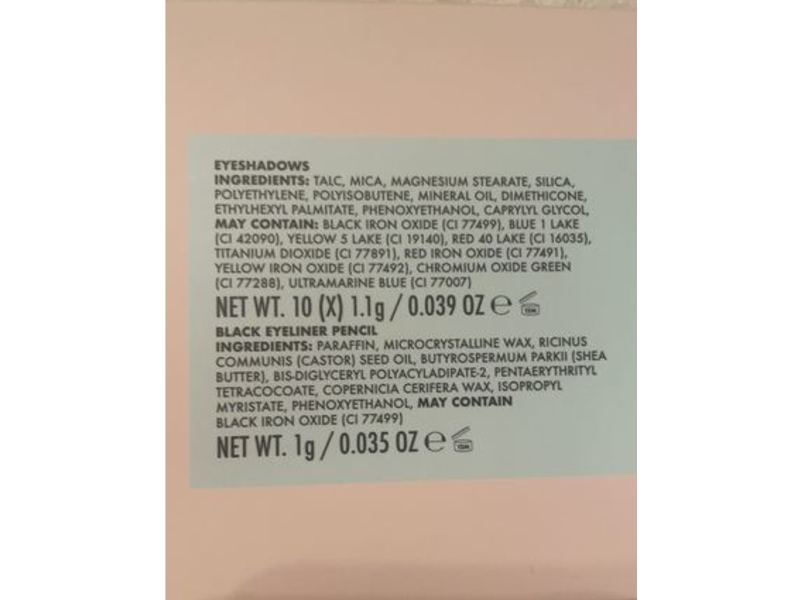 EYESHADOWS
INGREDIENTS: TALC, MICA, MAGNESIUM STEARATE, SILICA,
POLYETHYLENE, POLYISOBUTENE, MINERAL OIL, DIMETHICONE,
ETHYLHEXYL PALMITATE, PHENOXYETHANOL, CAPRYLYL GLYCOL,
MAY CONTAIN: BLACK IRON OXIDE (CI 77499), BLUE 1 LAKE
(CI 42090), YELLOW 5 LAKE (CI 19140), RED 40 LAKE (CI 16035),
TITANIUM DIOXIDE (CI 77891), RED IRON OXIDE (CI 77491),
YELLOW IRON OXIDE (CI 77492), CHROMIUM OXIDE GREEN
(CI 77288), ULTRAMARINE BLUE (CI 77007)
NET WT. 10 (X) 1.1g / 0.039 OZ ℮
BLACK EYELINER PENCIL
INGREDIENTS: PARAFFIN, MICROCRYSTALLINE WAX, RICINUS
COMMUNIS (CASTOR) SEED OIL, BUTYROSPERMUM PARKII (SHEA
BUTTER), BIS-DIGLYCERYL POLYACYLADIPATE-2, PENTAERYTHRITYL
TETRACOCOATE, COPERNICIA CERIFERA WAX, ISOPROPYL
MYRISTATE, PHENOXYETHANOL, MAY CONTAIN
BLACK IRON OXIDE (CI 77499)
NET WT. 1g / 0.035 OZ ℮